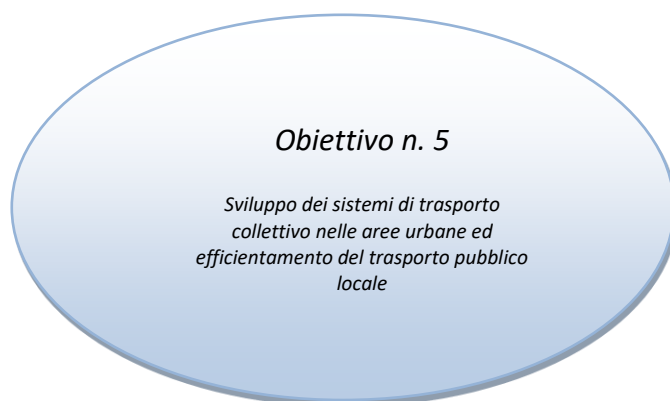 Obiettivo n. 5
Sviluppo dei sistemi di trasporto
collettivo nelle aree urbane ed
efficientamento del trasporto pubblico
locale